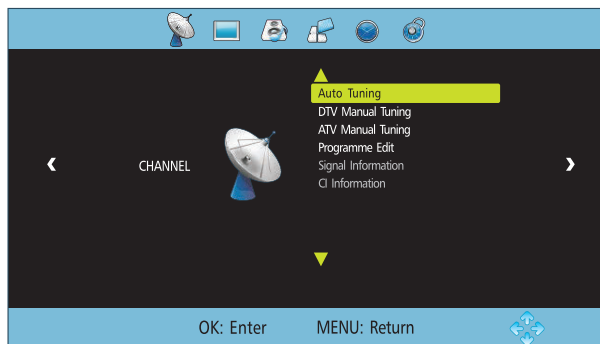 Auto Tuning
DTV Manual Tuning
ATV Manual Tuning
Programme Edit
CHANNEL
Signal Information
CI Information
OK: Enter MENU: Return